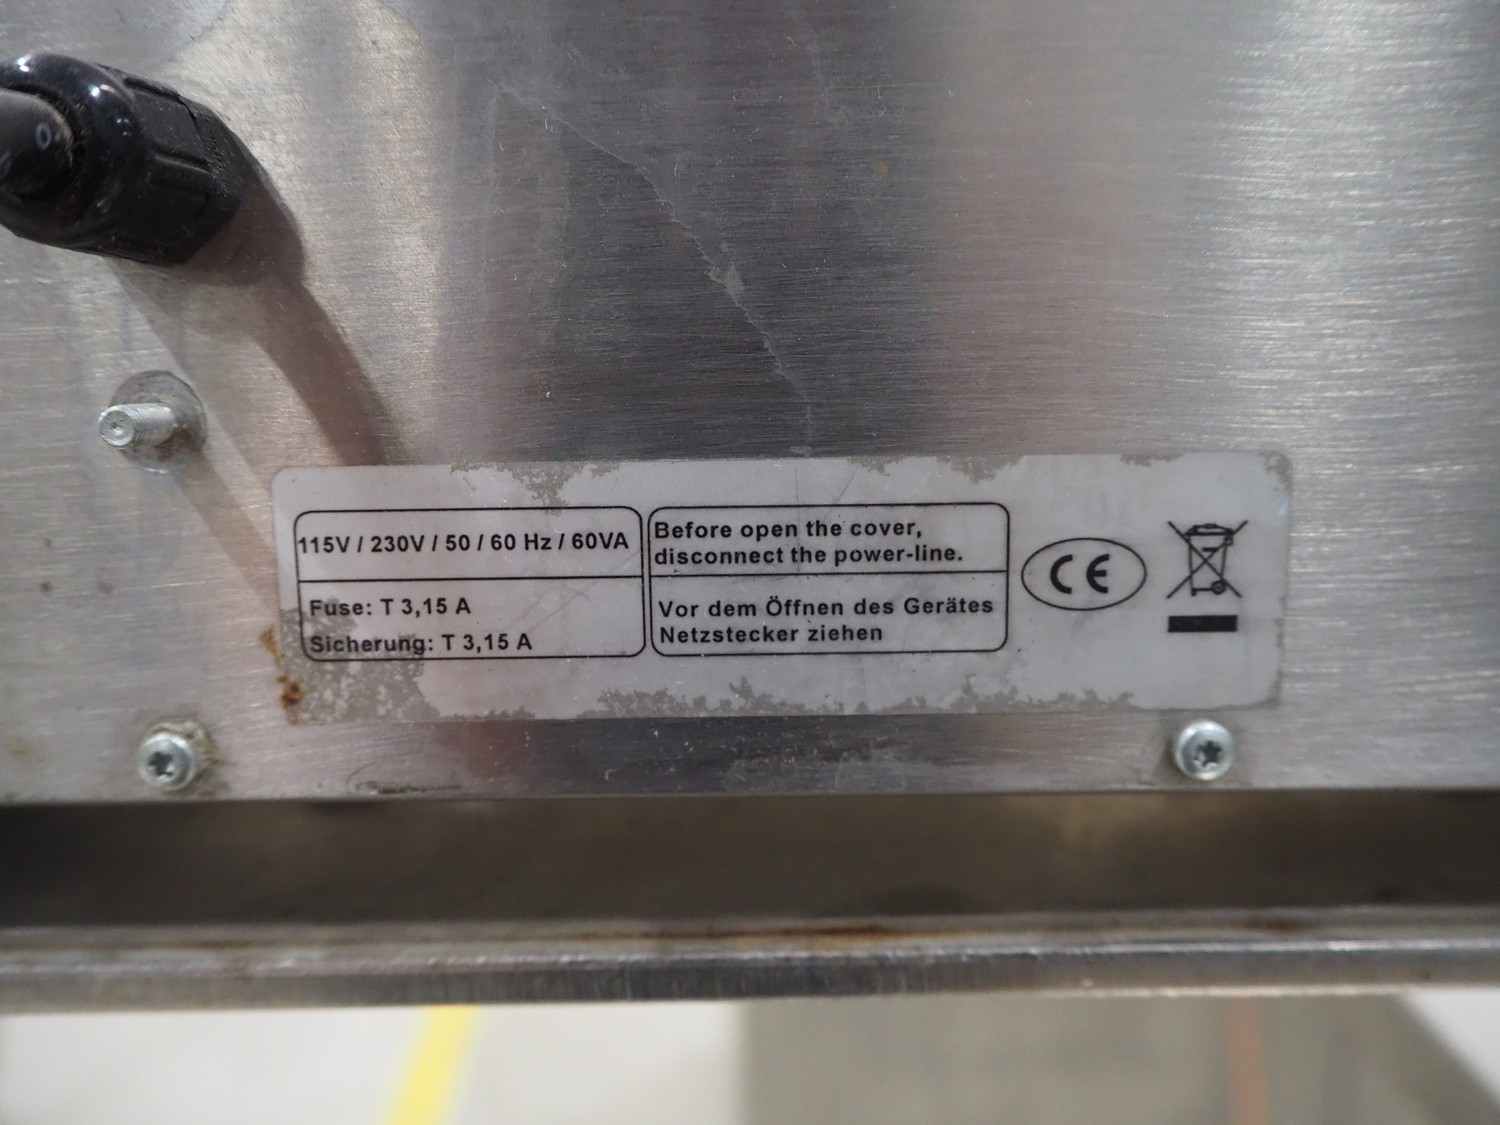 115V / 230V / 50 / 60 Hz / 60VA
Fuse: T 3,15 A
Sicherung: T 3,15 A
Before open the cover,
disconnect the power-line.
Vor dem Öffnen des Gerätes
Netzstecker ziehen
CE